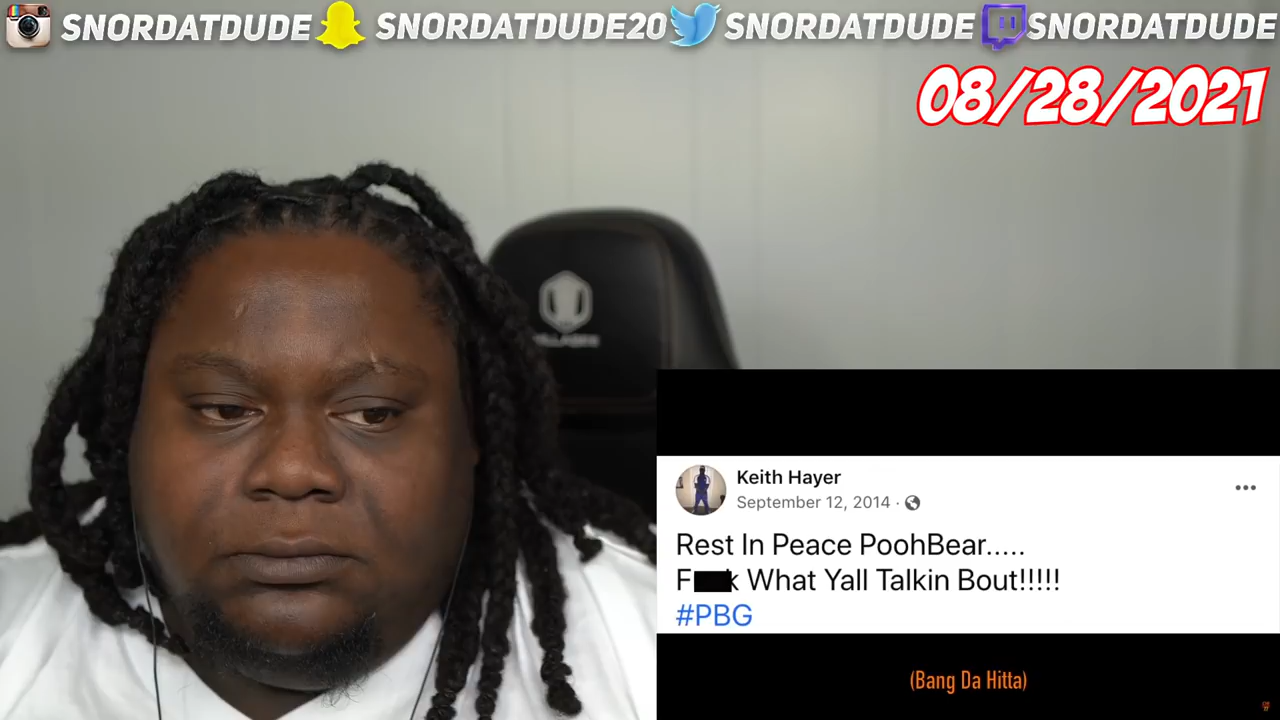 SNORDATDUDE SNORDATDUDE20 SNORDATDUDE SNORDATDUDE
08/28/2021
Keith Hayer
September 12, 2014
Rest In Peace PoohBear.....
F k What Yall Talkin Bout!!!!!
#PBG
(Bang Da Hitta)